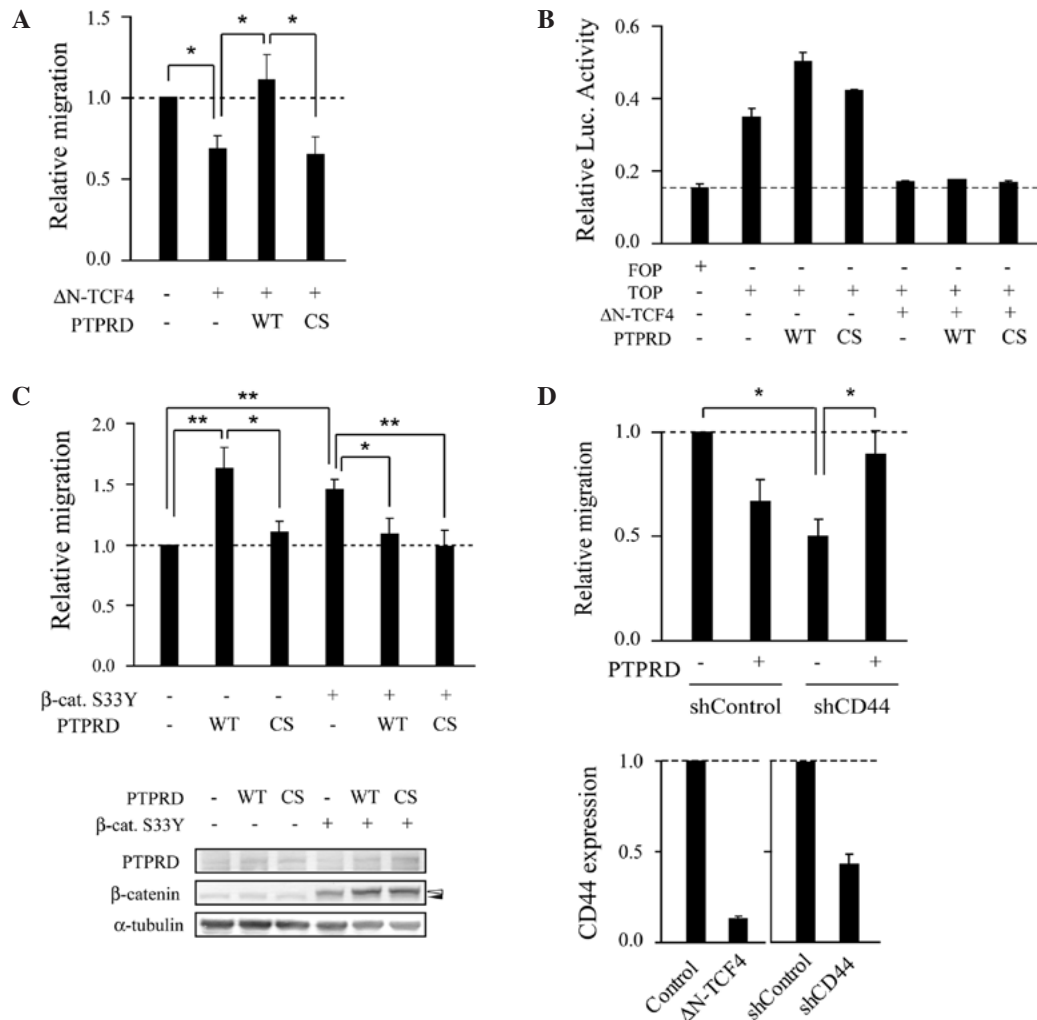 A
Relative migration
1.5
1.0
0.5
0.0
*
*
*
ΔN-TCF4 - + + +
PTPRD - - WT CS
B
Relative Luc. Activity
0.6
0.4
0.2
0.0
FOP + - - - - - -
TOP - + + + + + +
ΔN-TCF4 - - - - + + +
PTPRD - - WT CS - WT CS
C
Relative migration
2.0
1.5
1.0
0.5
0.0
**
**
*
**
*
β-cat. S33Y - - - + + +
PTPRD - WT CS - WT CS
PTPRD - WT CS - WT CS
β-cat. S33Y - - - + + +
PTPRD
β-catenin
α-tubulin
D
Relative migration
1.0
0.5
0.0
*
*
PTPRD - + - +
shControl shCD44
CD44 expression
1.0
0.5
0.0
Control
ΔN-TCF4
shControl
shCD44